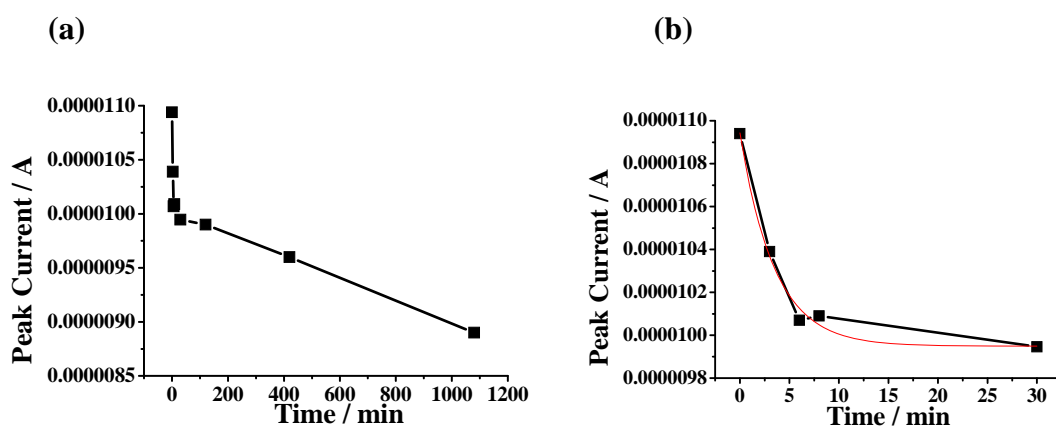 (a)
(b)
Peak Current / A
0.0000110
0.0000105
0.0000100
0.0000095
0.0000090
0.0000085
0 200 400 600 800 1000 1200
Time / min
Peak Current / A
0.0000110
0.0000108
0.0000106
0.0000104
0.0000102
0.0000100
0.0000098
0 5 10 15 20 25 30
Time / min